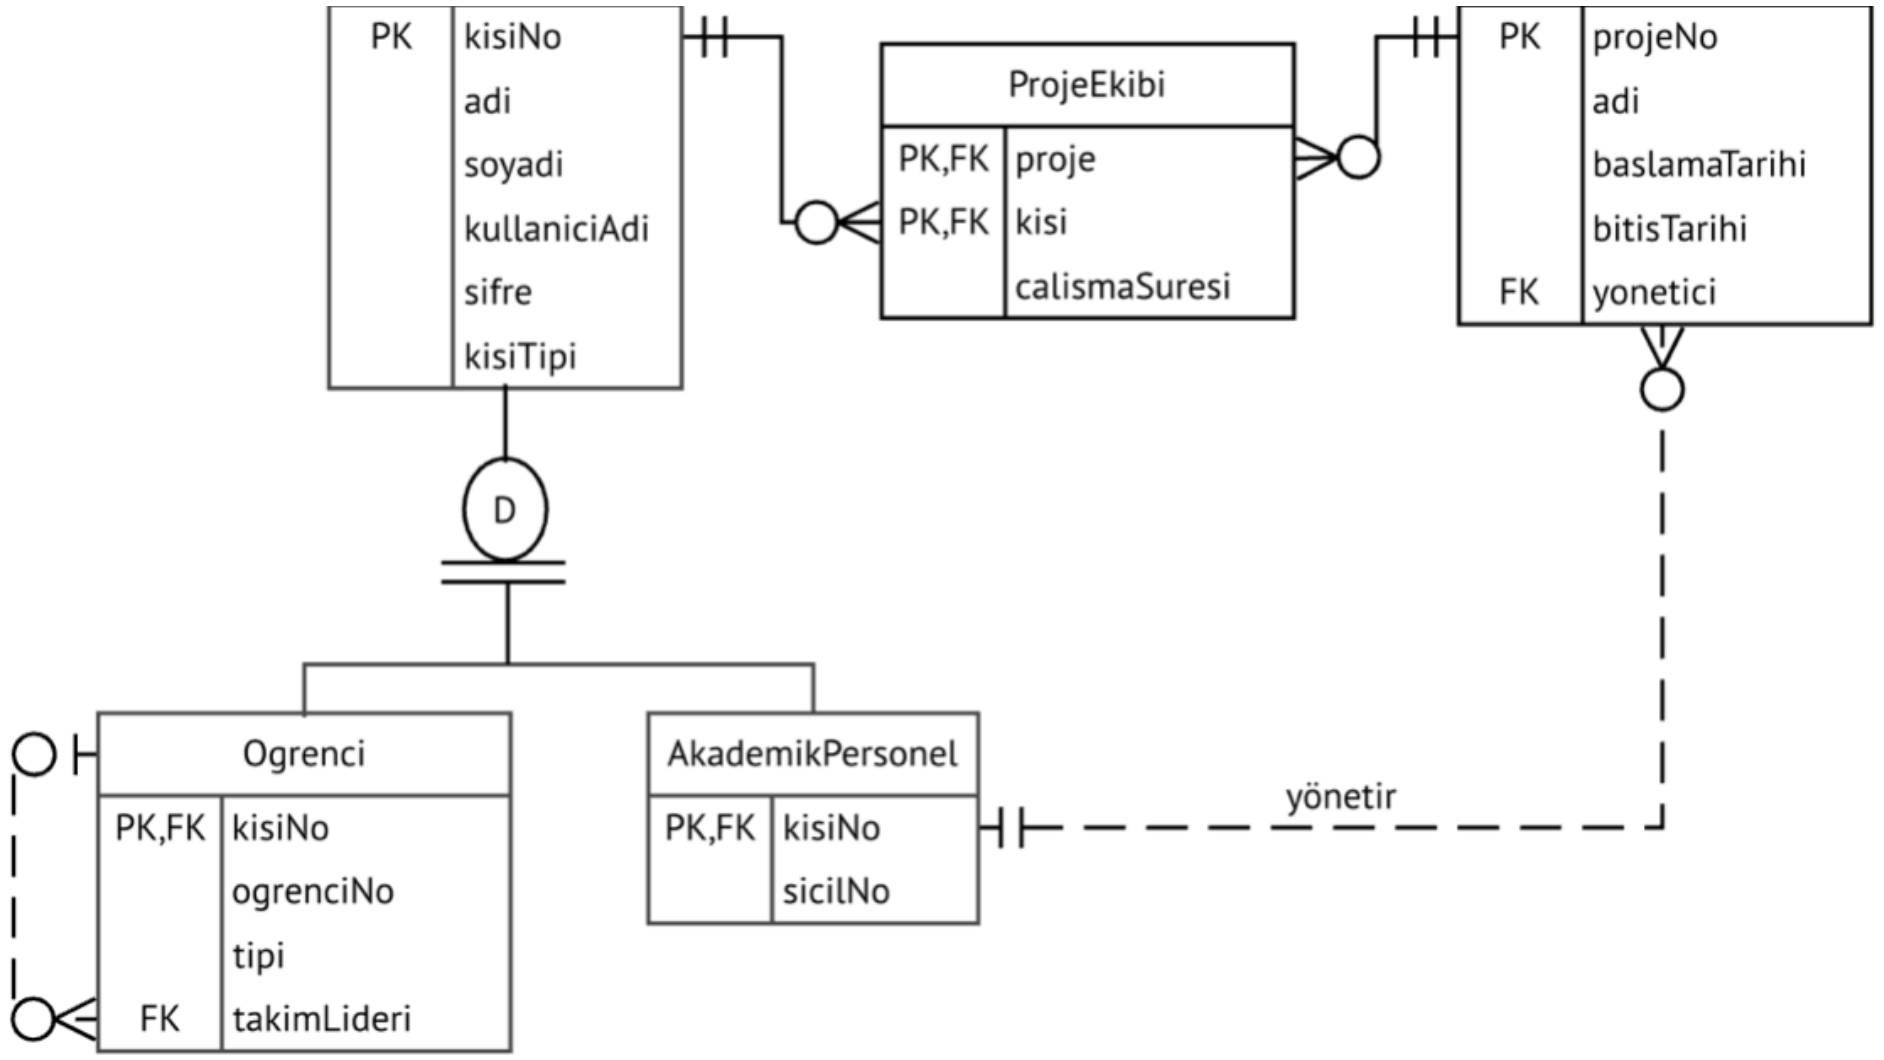 PK kisiNo
adi
soyadi
kullaniciAdi
sifre
kisiTipi
ProjeEkibi
PK,FK proje
PK,FK kisi
calismaSuresi
PK projeNo
adi
baslamaTarihi
bitisTarihi
FK yonetici
D
Ogrenci
PK,FK kisiNo
ogrenciNo
tipi
FK takimLideri
AkademikPersonel
PK,FK kisiNo
sicilNo
yönetir